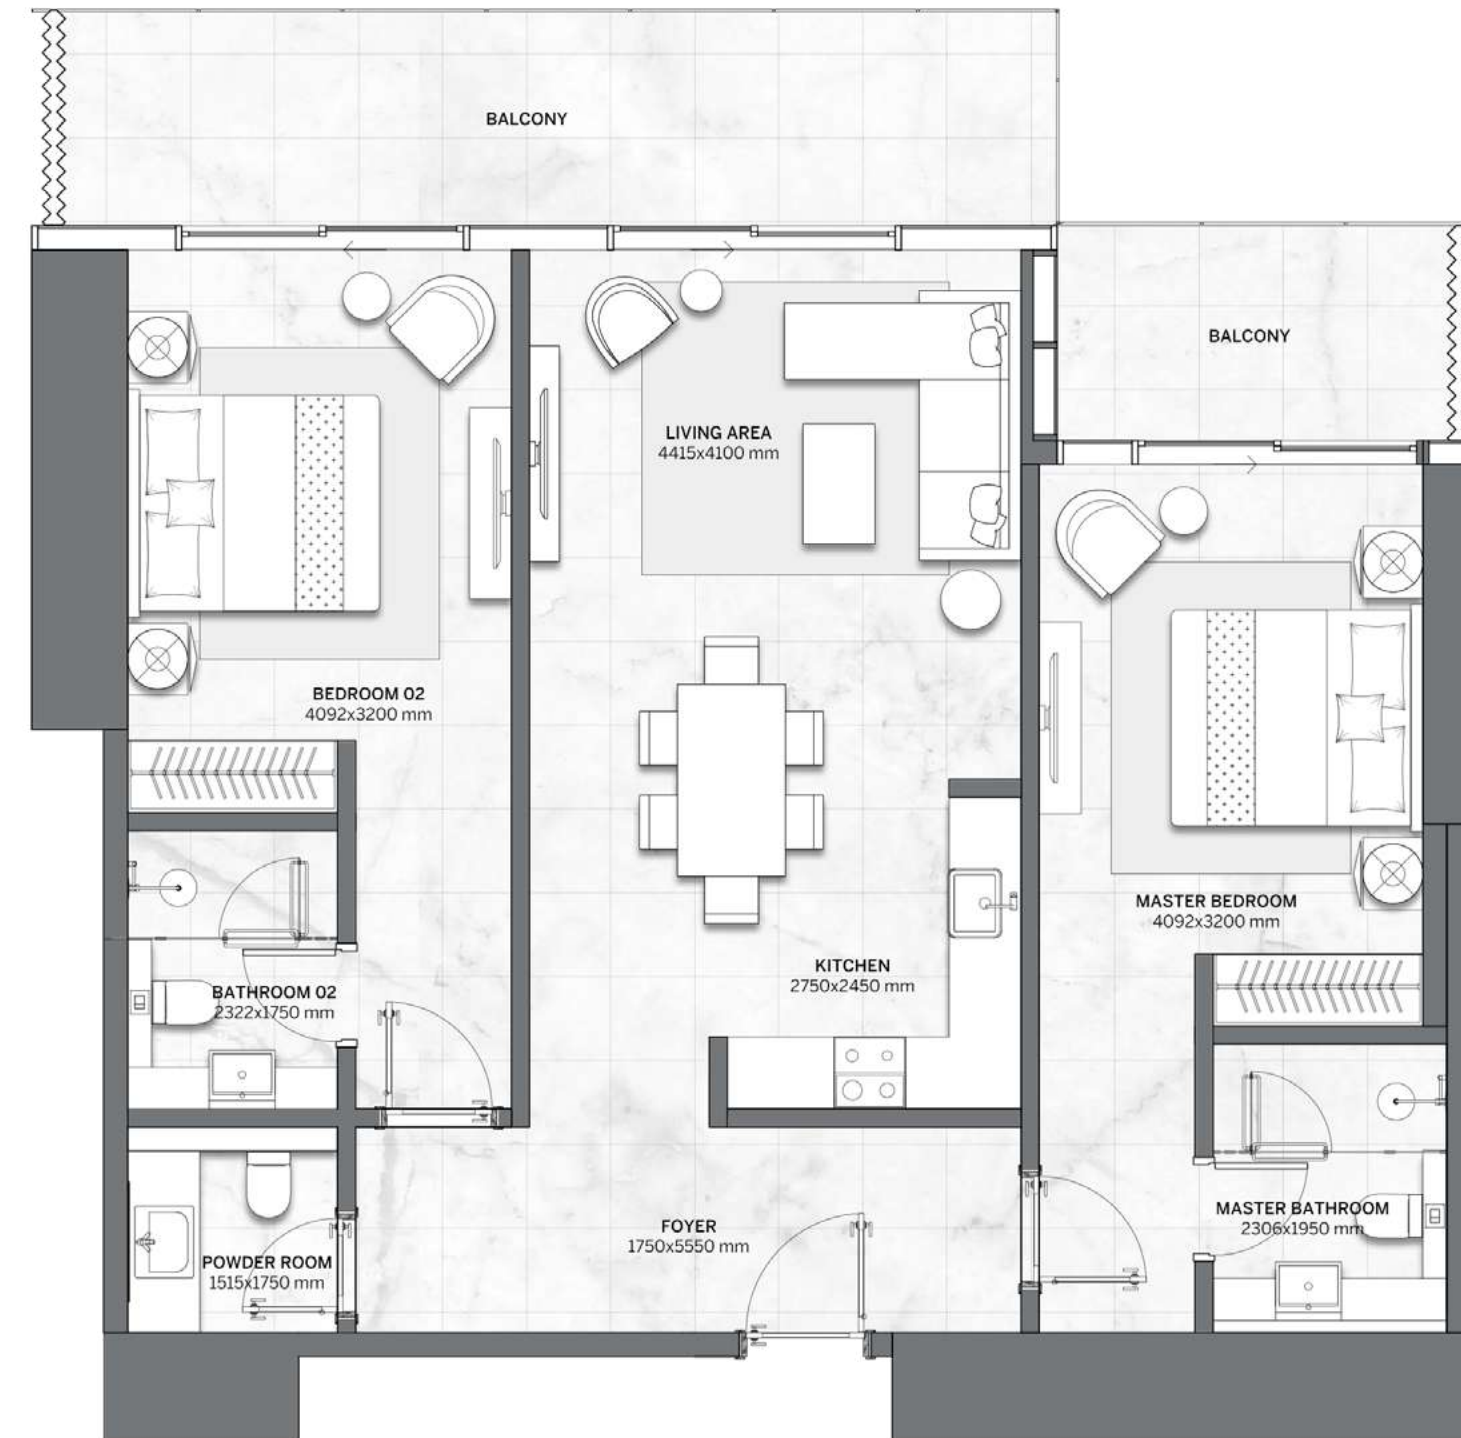 BALCONY
BALCONY
LIVING AREA
4415x4100 mm
BEDROOM 02
4092x3200 mm
MASTER BEDROOM
4092x3200 mm
KITCHEN
2750x2450 mm
BATHROOM 02
2322x1750 mm
MASTER BATHROOM
2306x1950 mm
FOYER
1750x5550 mm
POWDER ROOM
1515x1750 mm